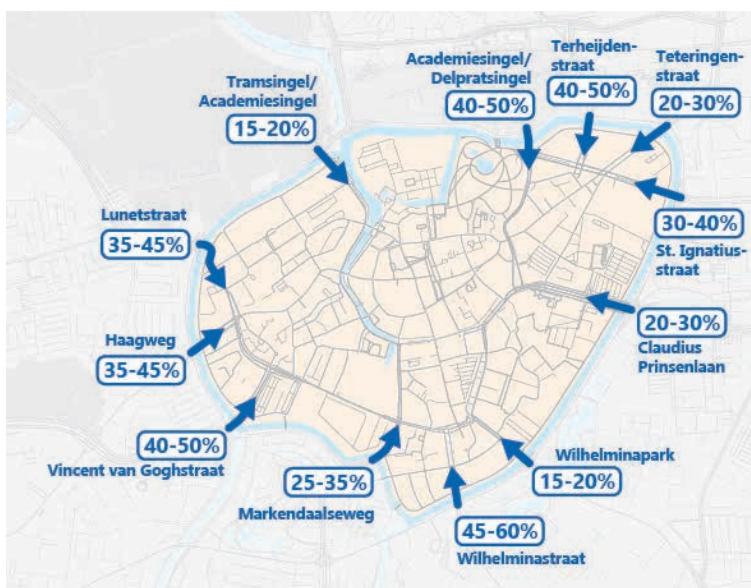 Tramsingel/
Academiesingel
15-20%
Academiesingel/
Delpratsingel
40-50%
Terheijden-
straat
40-50%
Teteringen-
straat
20-30%
Lunetstraat
35-45%
30-40%
St. Ignatius-
straat
Haagweg
35-45%
20-30%
Claudius
Prinsenlaan
40-50%
Vincent van Goghstraat
25-35%
Markendaalseweg
45-60%
Wilhelminastraat
Wilhelminapark
15-20%